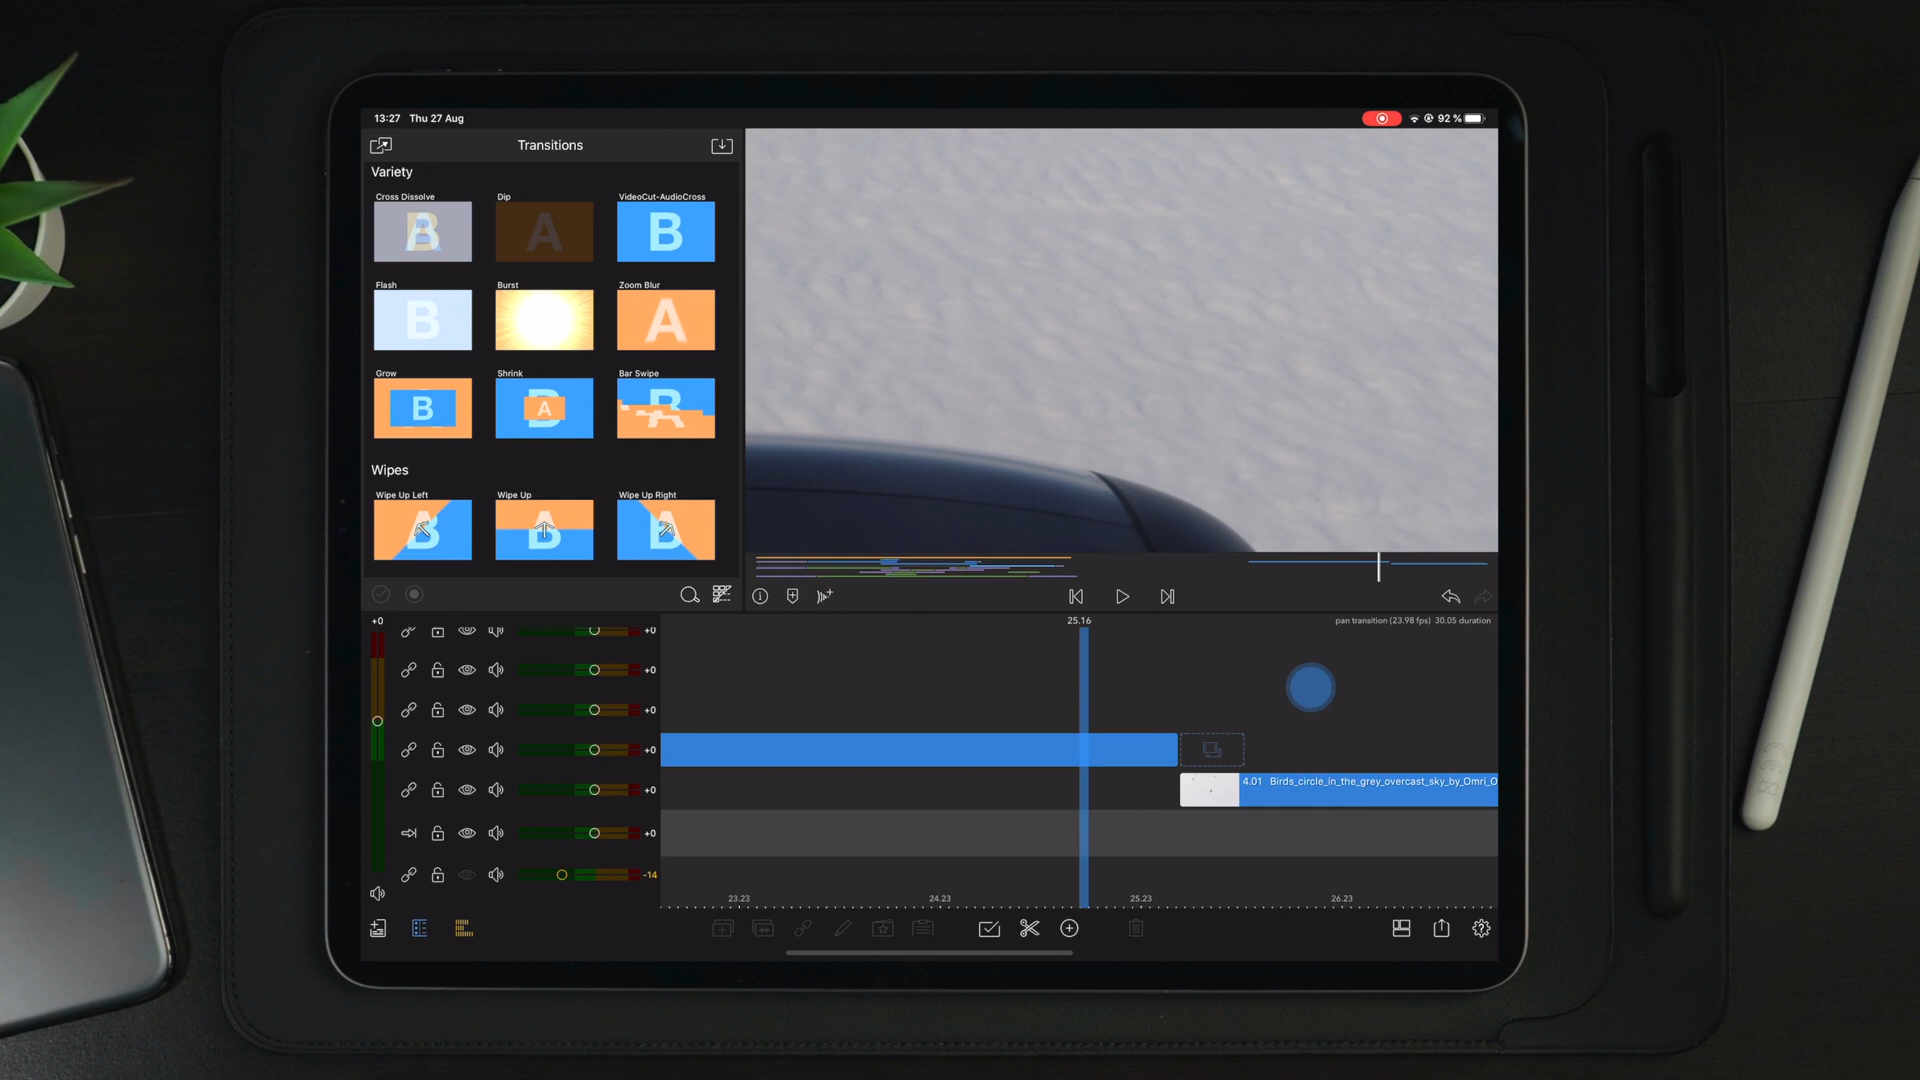 13:27 Thu 27 Aug
92 %
Transitions
Variety
Cross Dissolve Dip VideoCut-AudioCross
B A B
Flash Burst Zoom Blur
B A
Grow Shrink Bar Swipe
B A B
Wipes
Wipe Up Left Wipe Up Wipe Up Right
+0 25.16 pan transition (23.98 fps) 30.05 duration
+0
+0
+0
+0
+0 4.01 Birds_circle_in_the_grey_overcast_sky_by_Omri_O
+0
-14
23.23 24.23 25.23 26.23